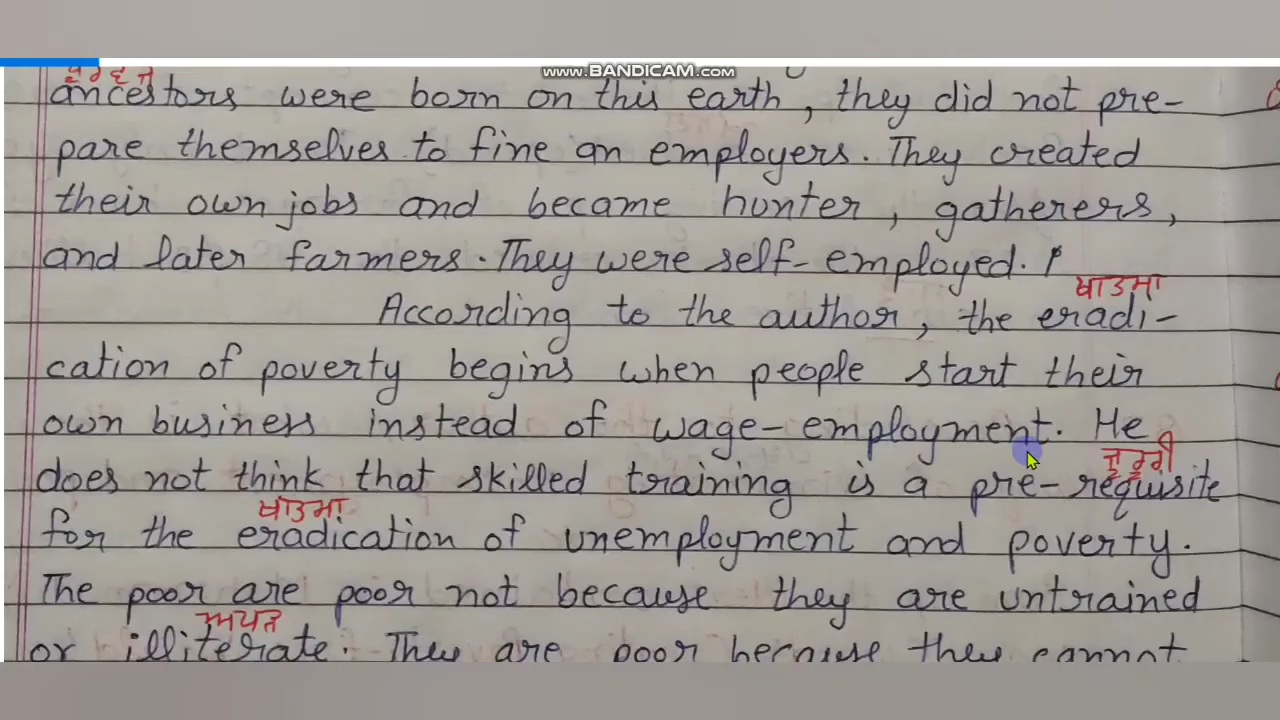 www.BANDICAM.com
ancestors were born on this earth, they did not pre-
pare themselves to fine an employers. They created
their own jobs and became hunter, gatherers,
and later farmers. They were self-employed.
ਖਾਤਮਾ
According to the author, the eradi-
cation of poverty begins when people start their
own business instead of wage-employment. He
ਜ਼ਰੂਰੀ
does not think that skilled training is a pre-requisite
ਖਾਤਮਾ
for the eradication of unemployment and poverty.
The poor are poor not because they are untrained
ਅਨਪੜ
or illiterate. They are poor because they cannot